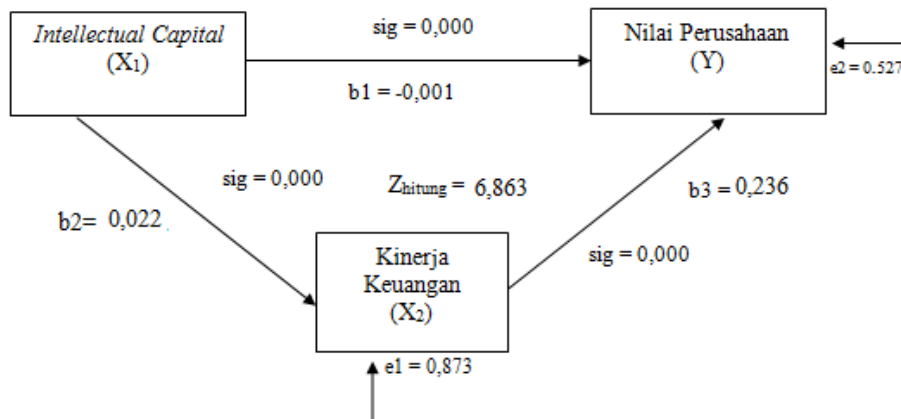 Intellectual Capital
(X₁)
sig = 0,000
b1 = -0,001
Nilai Perusahaan
(Y)
e2 = 0.527
sig = 0,000
b2= 0,022
Zhitung = 6,863
b3 = 0,236
sig = 0,000
Kinerja
Keuangan
(X₂)
e1 = 0,873